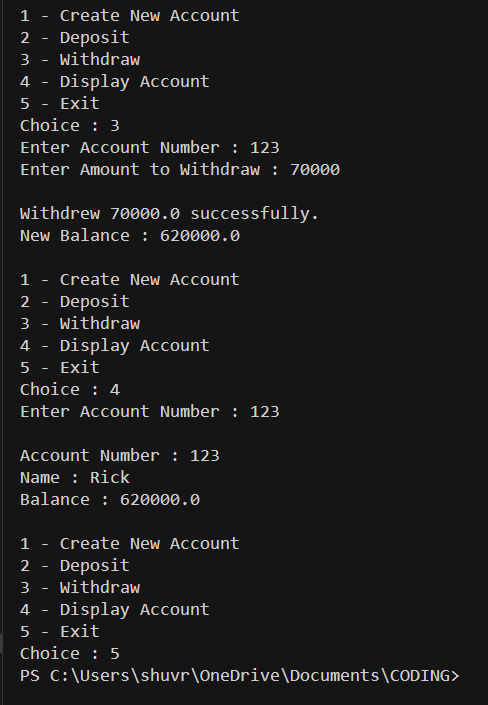 1 - Create New Account
2 - Deposit
3 - Withdraw
4 - Display Account
5 - Exit
Choice : 3
Enter Account Number : 123
Enter Amount to Withdraw : 70000

Withdrew 70000.0 successfully.
New Balance : 620000.0

1 - Create New Account
2 - Deposit
3 - Withdraw
4 - Display Account
5 - Exit
Choice : 4
Enter Account Number : 123

Account Number : 123
Name : Rick
Balance : 620000.0

1 - Create New Account
2 - Deposit
3 - Withdraw
4 - Display Account
5 - Exit
Choice : 5
PS C:\Users\shuvr\OneDrive\Documents\CODING>